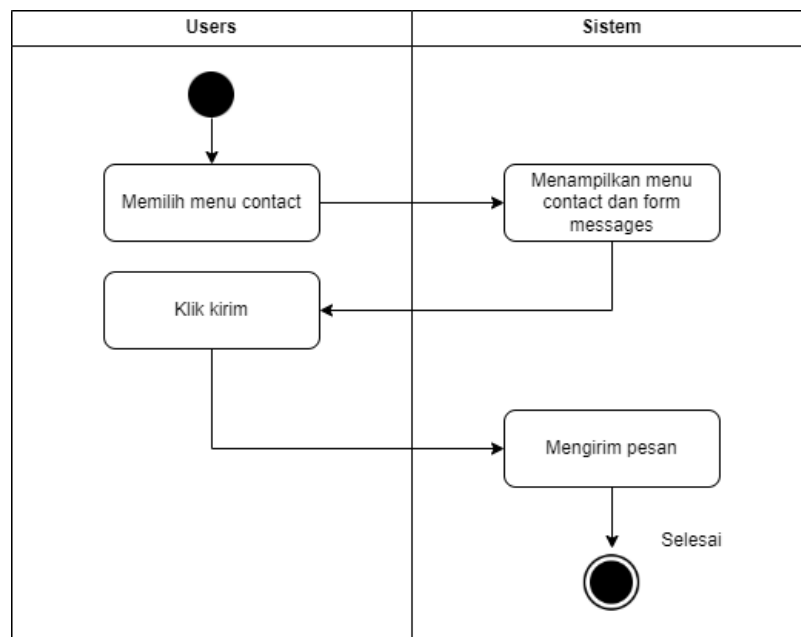 Users
Sistem
Memilih menu contact
Menampilkan menu
contact dan form
messages
Klik kirim
Mengirim pesan
Selesai